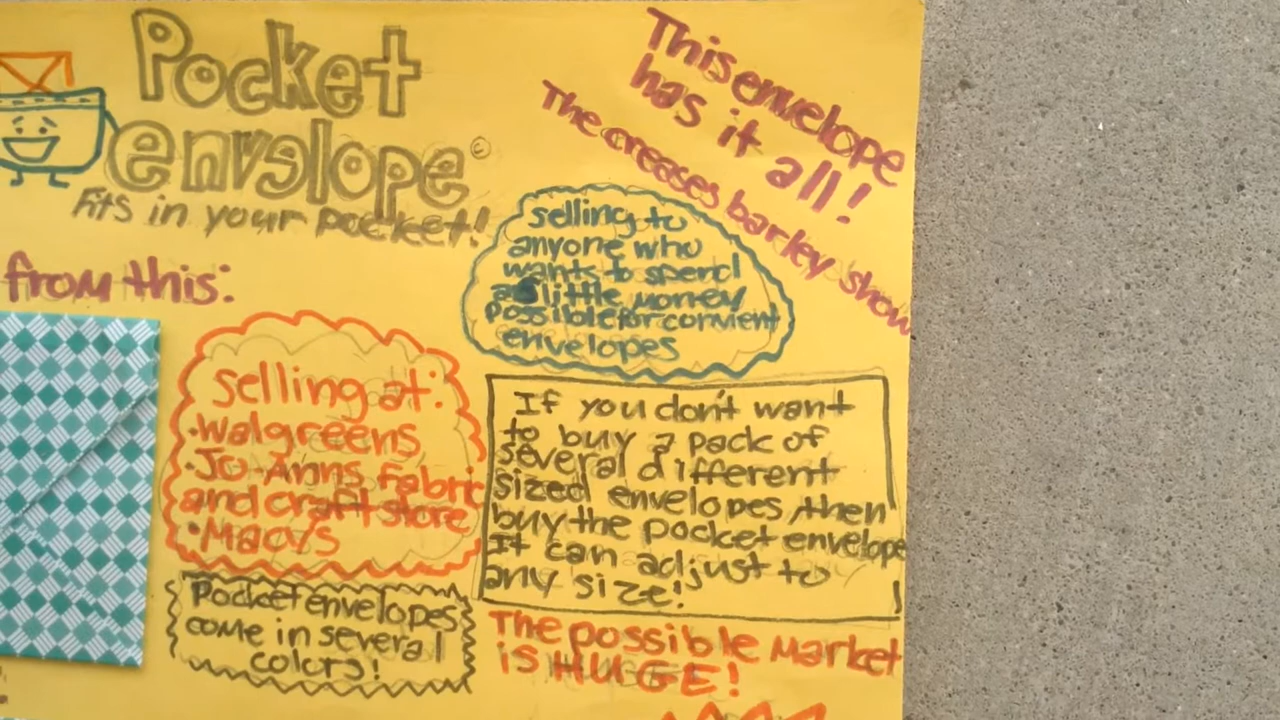 Pocket
envelope©
Fits in your pocket!
This envelope
has it all!
The creases barley show
from this:
selling to
anyone who
wants to spend
as little money
possible for convient
envelopes
selling at:
·Walgreens
·Jo-Anns fabric
and craft store
·Macys
If you don't want
to buy a pack of
several different
sized envelopes, then
buy the pocket envelope
It can adjust to
any size!
Pocket envelopes
come in several
colors!
The possible market
is HUGE!